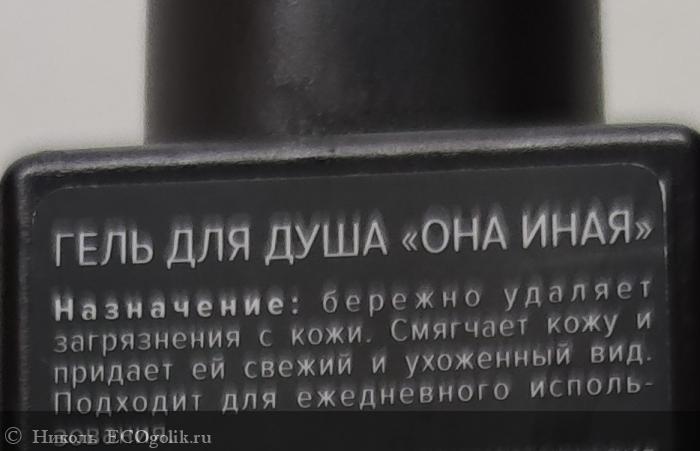 ГЕЛЬ ДЛЯ ДУША «ОНА ИНАЯ»
Назначение: бережно удаляет
загрязнения с кожи. Смягчает кожу и
придает ей свежий и ухоженный вид.
Подходит для ежедневного исполь-
зования.
© Николь ECOgolik.ru